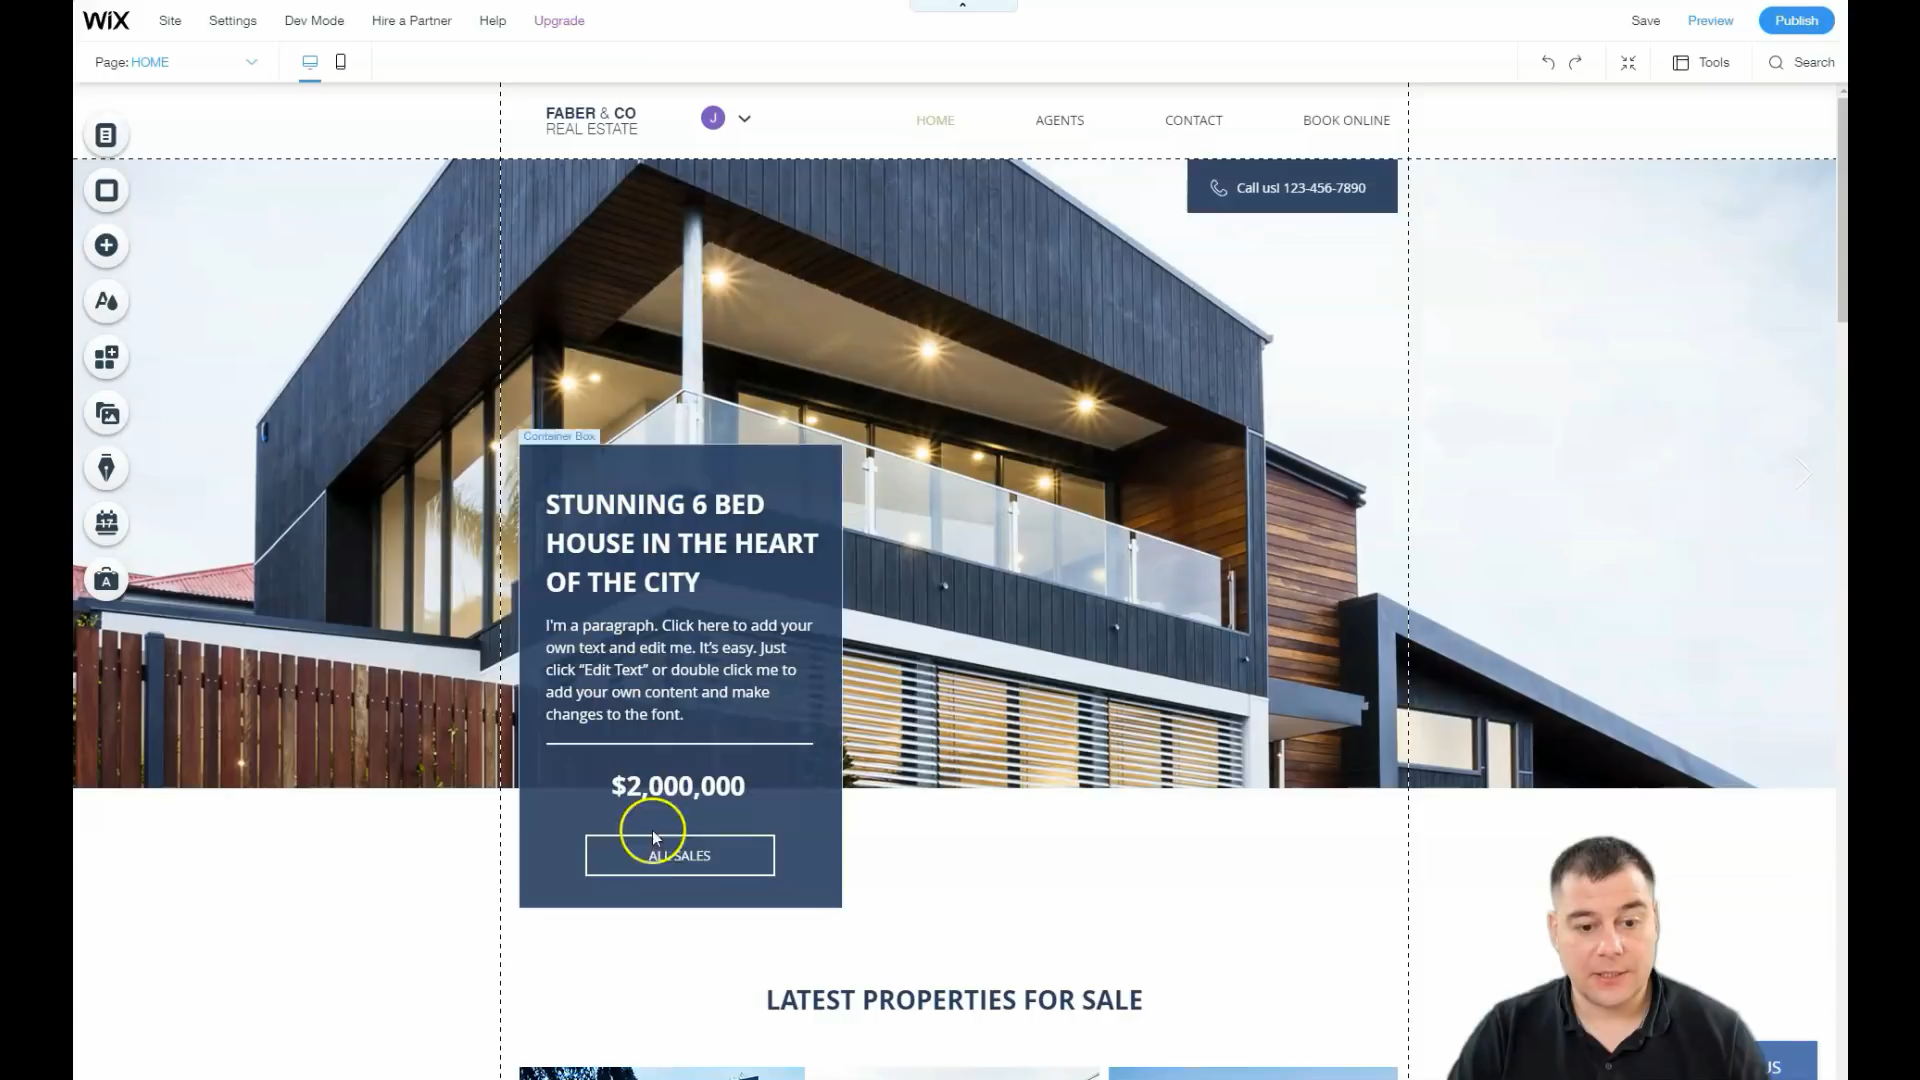 WiX
Site
Settings
Dev Mode
Hire a Partner
Help
Upgrade
Save
Preview
Publish
Page: HOME
Tools
Search
FABER & CO
REAL ESTATE
J
HOME
AGENTS
CONTACT
BOOK ONLINE
Call us! 123-456-7890
A
17
A
Container Box
STUNNING 6 BED
HOUSE IN THE HEART
OF THE CITY
I'm a paragraph. Click here to add your
own text and edit me. It's easy. Just
click “Edit Text” or double click me to
add your own content and make
changes to the font.
$2,000,000
ALL SALES
LATEST PROPERTIES FOR SALE
US